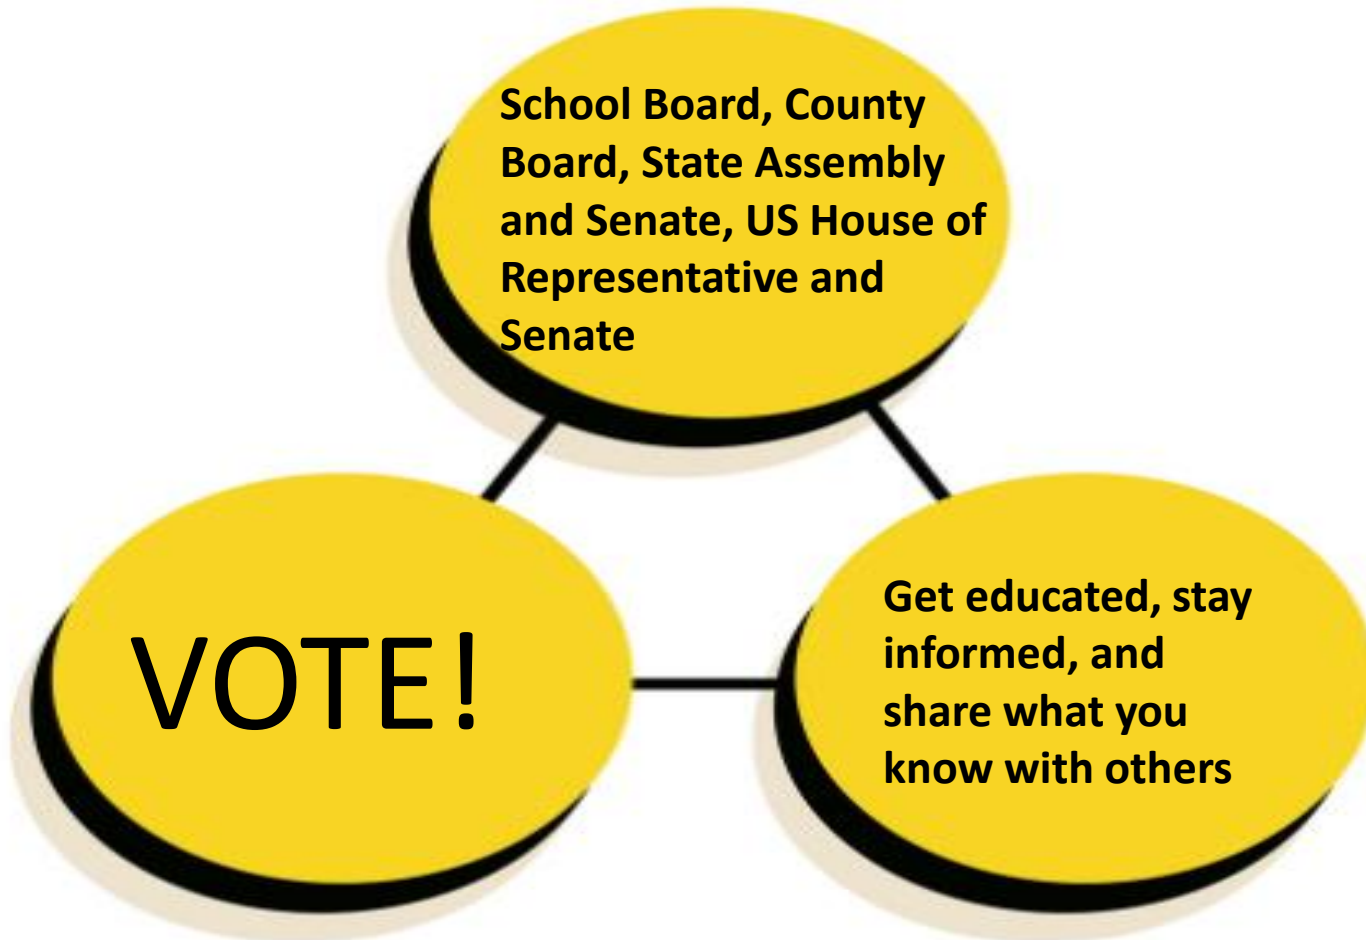 School Board, County
Board, State Assembly
and Senate, US House of
Representative and
Senate
VOTE!
Get educated, stay
informed, and
share what you
know with others